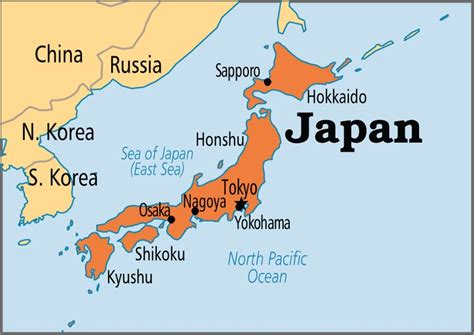 China
Russia
Sapporo
Hokkaido
N. Korea
Honshu
Japan
Sea of Japan
(East Sea)
S. Korea
Tokyo
Nagoya
Osaka
Yokohama
Shikoku
North Pacific
Ocean
Kyushu